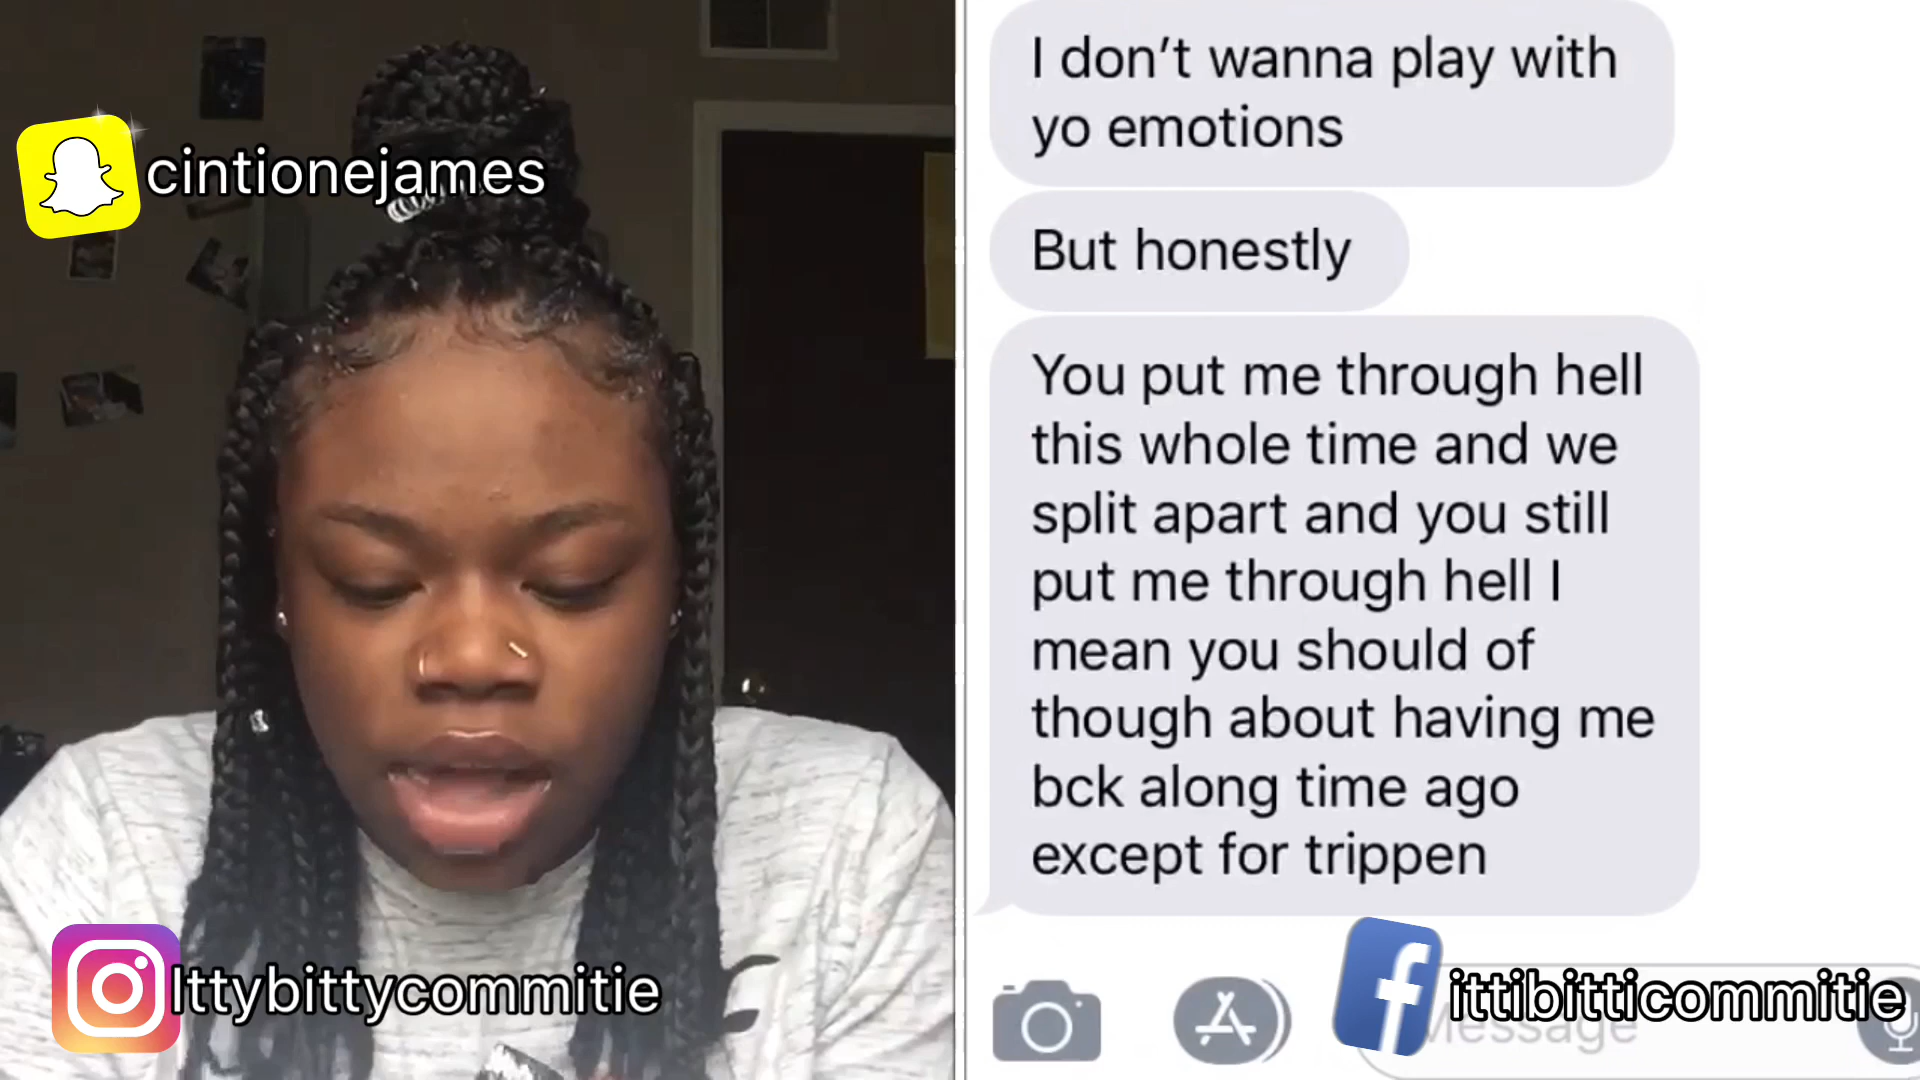 cintionejames
Ittybittycommitie
I don't wanna play with
yo emotions
But honestly
You put me through hell
this whole time and we
split apart and you still
put me through hell I
mean you should of
though about having me
bck along time ago
except for trippen
ittibitticommitie
Message